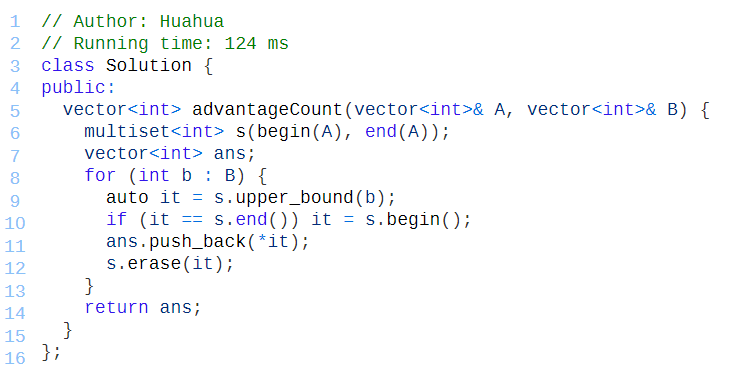 1 // Author: Huahua
2 // Running time: 124 ms
3 class Solution {
4 public:
5   vector<int> advantageCount(vector<int>& A, vector<int>& B) {
6     multiset<int> s(begin(A), end(A));
7     vector<int> ans;
8     for (int b : B) {
9       auto it = s.upper_bound(b);
10       if (it == s.end()) it = s.begin();
11       ans.push_back(*it);
12       s.erase(it);
13     }
14     return ans;
15   }
16 };